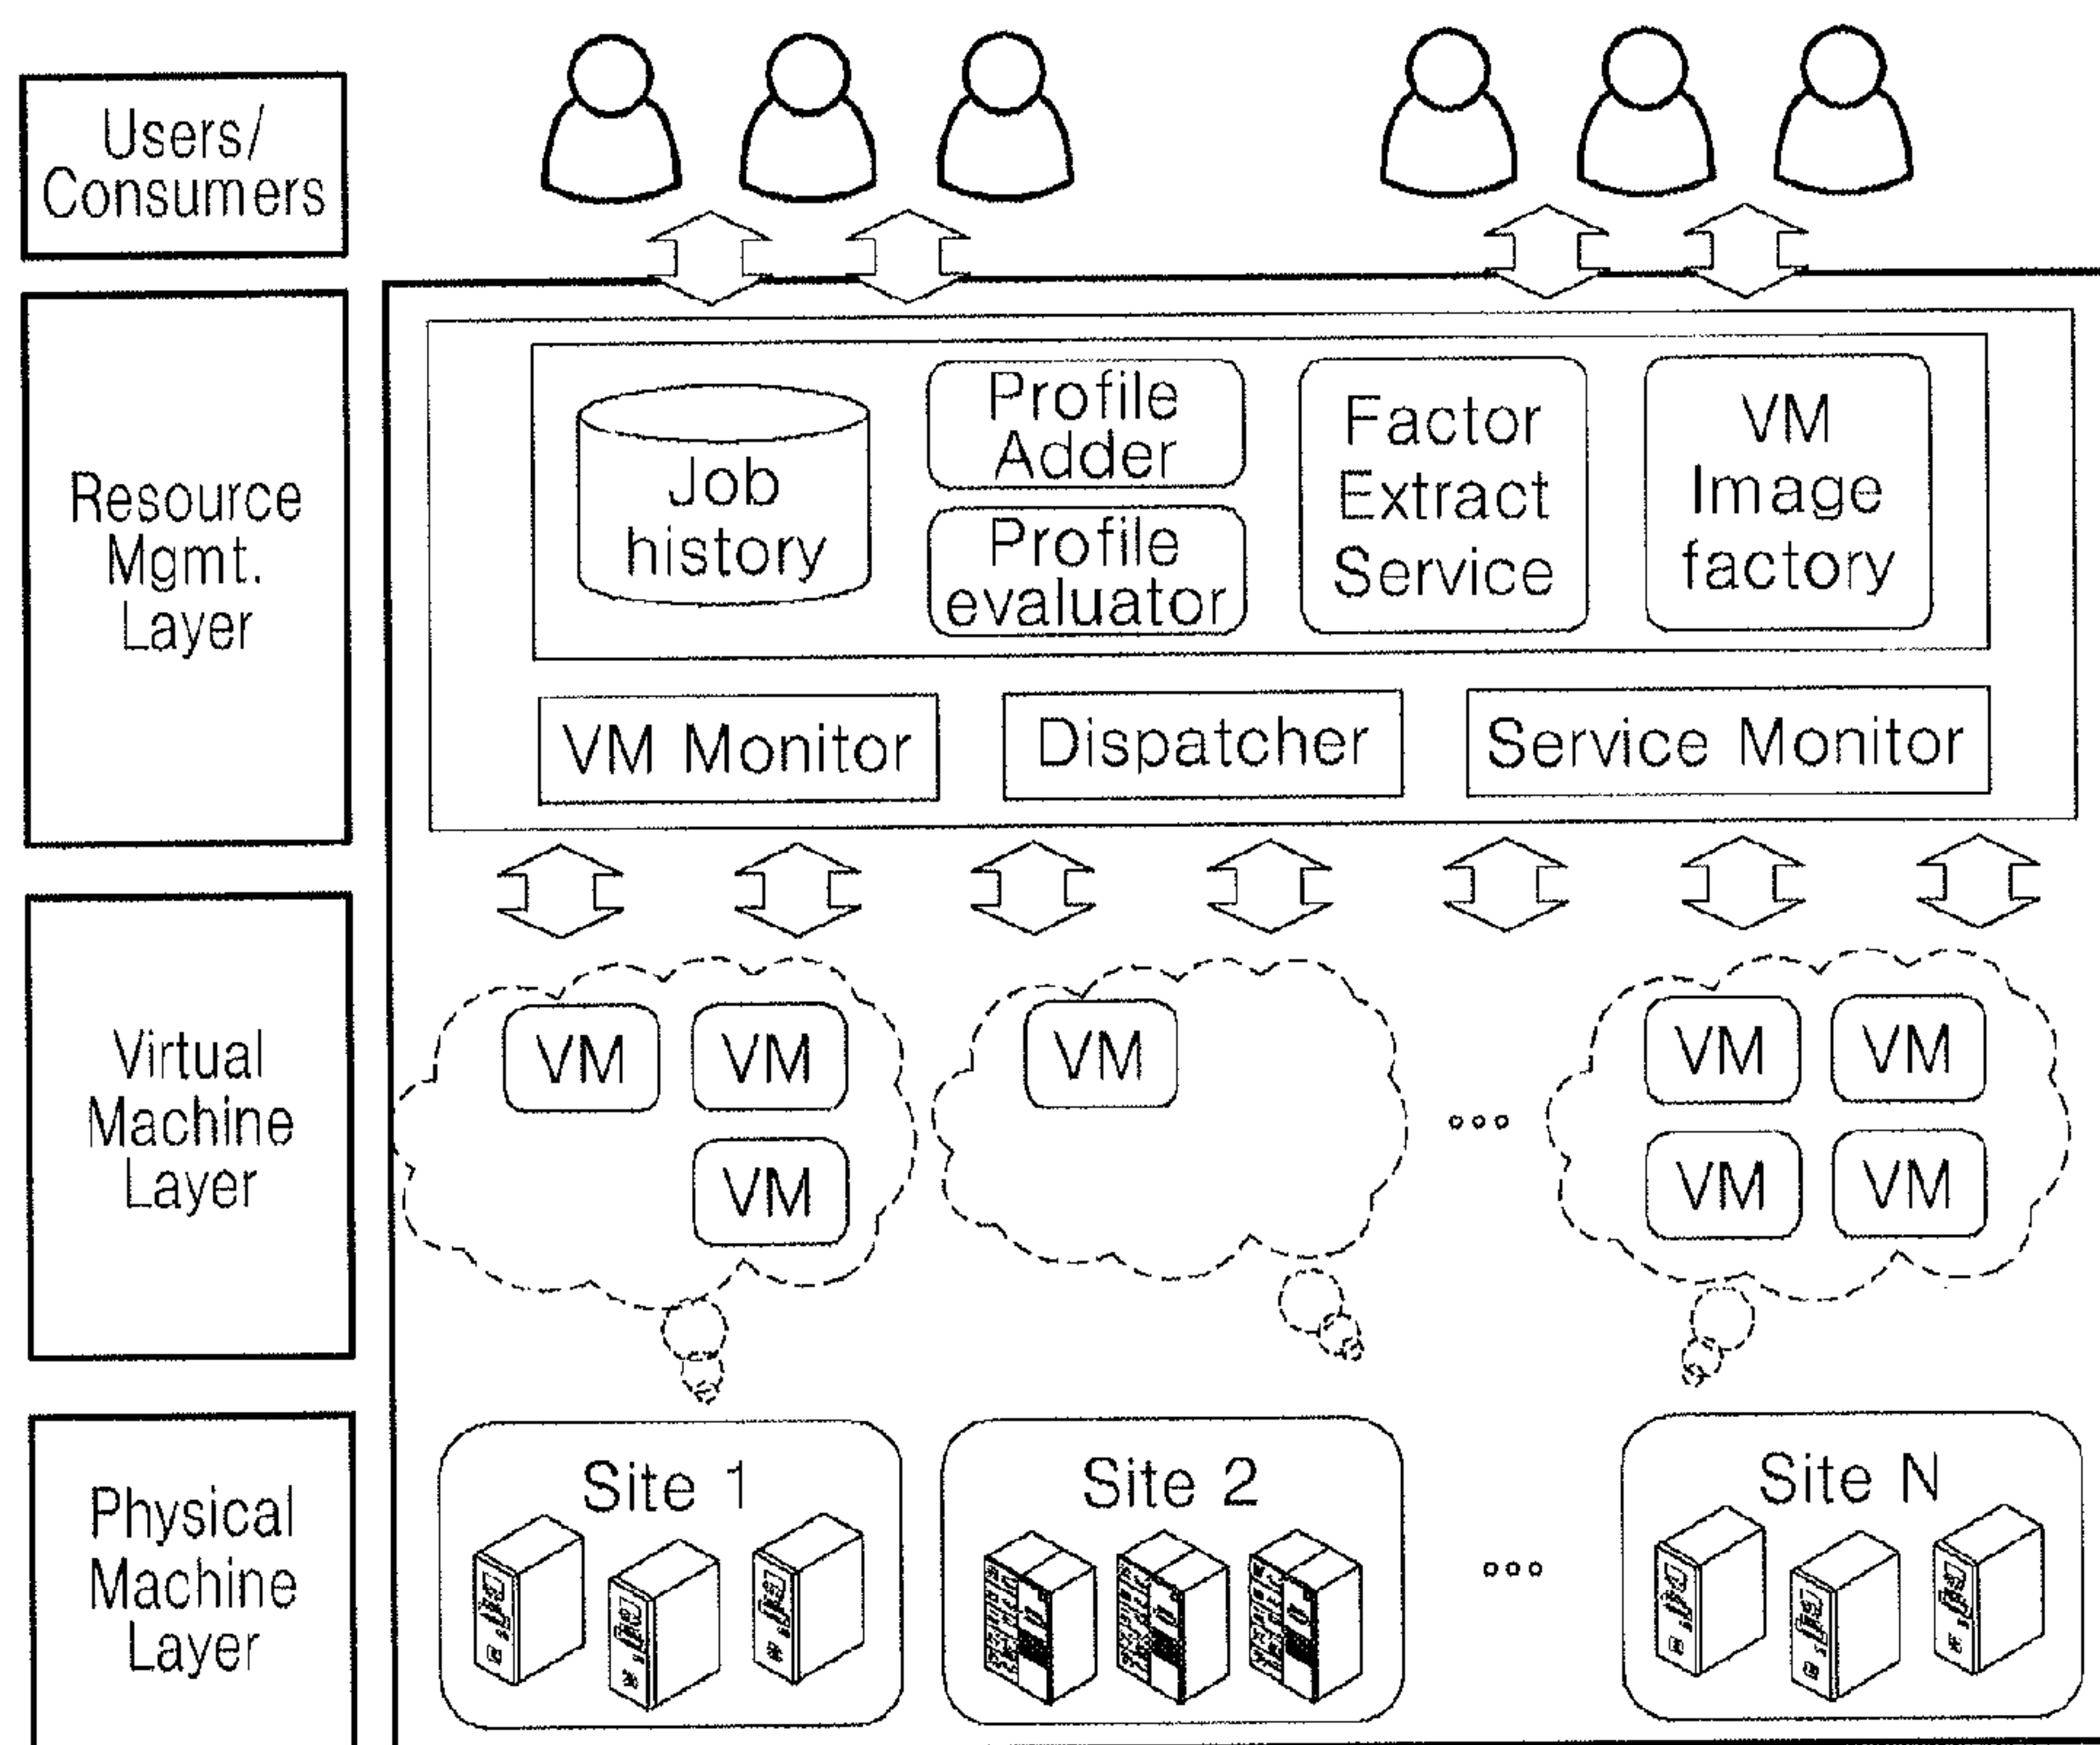 Users/
Consumers
Resource
Mgmt.
Layer
Job
history
Profile
Adder
Profile
evaluator
Factor
Extract
Service
VM
Image
factory
VM Monitor
Dispatcher
Service Monitor
Virtual
Machine
Layer
VM
VM
VM
VM
VM
VM
VM
VM
Physical
Machine
Layer
Site 1
Site 2
Site N